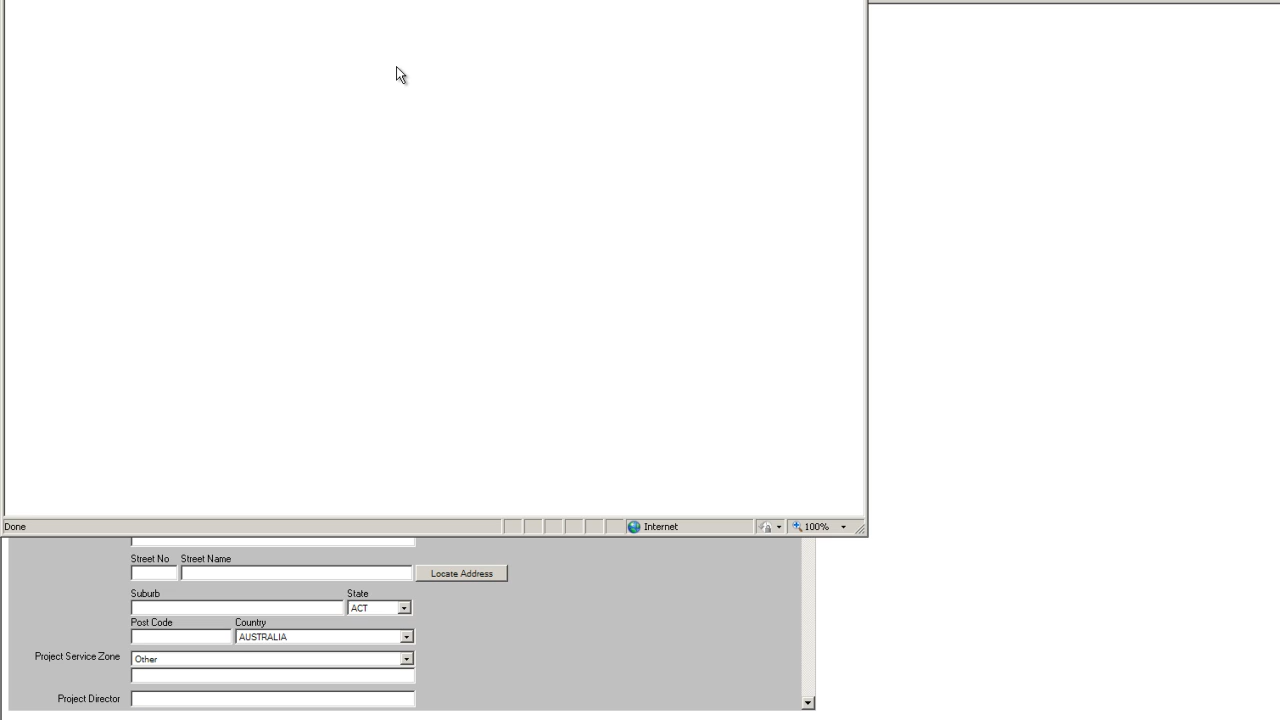 Done Internet 100%
Street No Street Name
Locate Address
Suburb State
ACT
Post Code Country
AUSTRALIA
Project Service Zone Other
Project Director